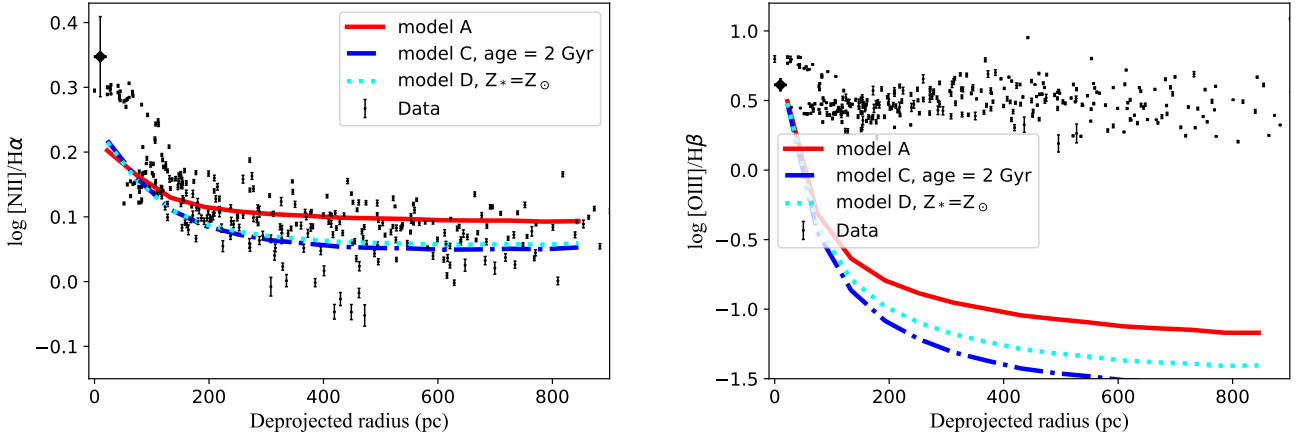 0.4
0.3
0.2
0.1
0.0
−0.1
log [NII]/Hα
model A
model C, age = 2 Gyr
model D, Z∗=Z⊙
Data
0
200
400
600
800
Deprojected radius (pc)
1.0
0.5
0.0
−0.5
−1.0
−1.5
log [OIII]/Hβ
model A
model C, age = 2 Gyr
model D, Z∗=Z⊙
Data
0
200
400
600
800
Deprojected radius (pc)